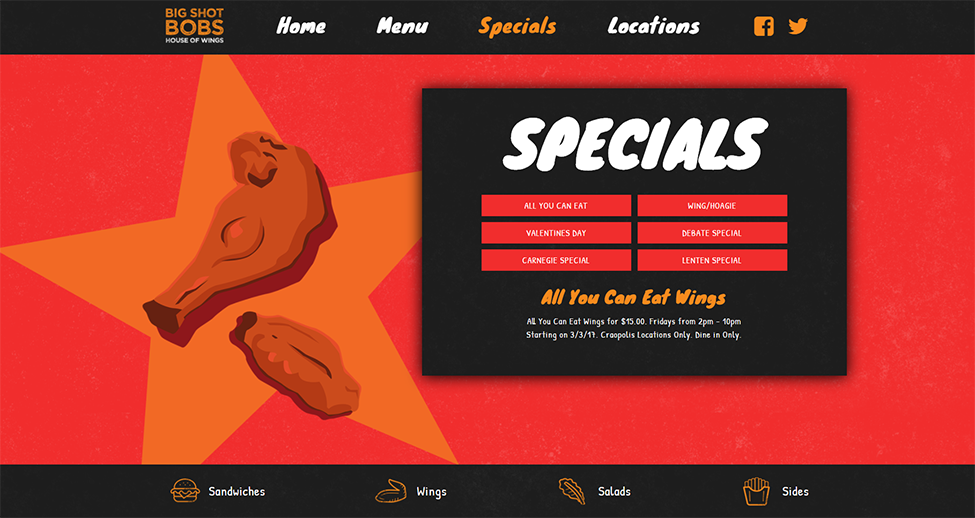 BIG SHOT
BOBS
HOUSE OF WINGS
Home Menu Specials Locations
SPECIALS
ALL YOU CAN EAT WING/HOAGIE
VALENTINES DAY DEBATE SPECIAL
CARNEGIE SPECIAL LENTEN SPECIAL
All You Can Eat Wings
All You Can Eat Wings for $15.00. Fridays from 2pm - 10pm
Starting on 3/3/17. Craopolis Locations Only. Dine in Only.
Sandwiches Wings Salads Sides